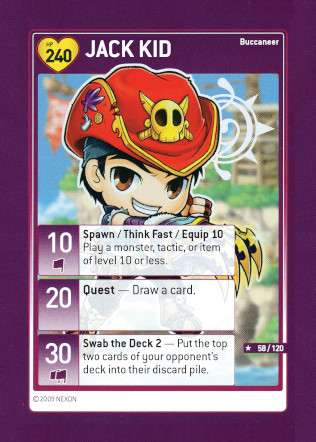 HP
240
JACK KID
Buccaneer
10
Spawn / Think Fast / Equip 10
Play a monster, tactic, or item
of level 10 or less.
20
Quest — Draw a card.
30
Swab the Deck 2 — Put the top
two cards of your opponent's
deck into their discard pile.
★ 58 / 120
© 2009 NEXON